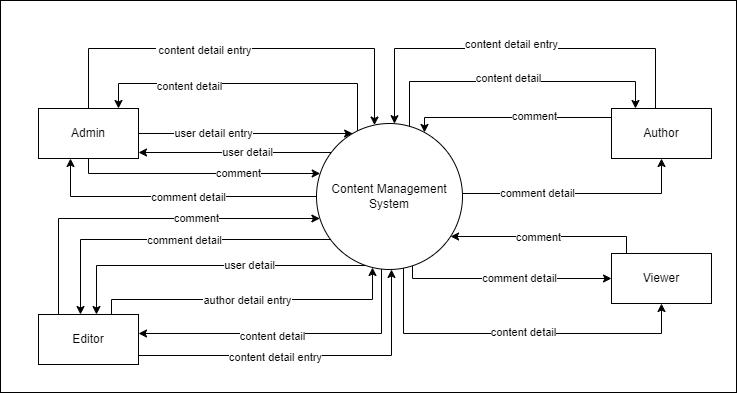 content detail entry
content detail entry
content detail
content detail
comment
Admin
user detail entry
Author
user detail
comment
Content Management
System
comment detail
comment detail
comment
comment
comment detail
user detail
comment detail
Viewer
author detail entry
content detail
content detail
Editor
content detail entry